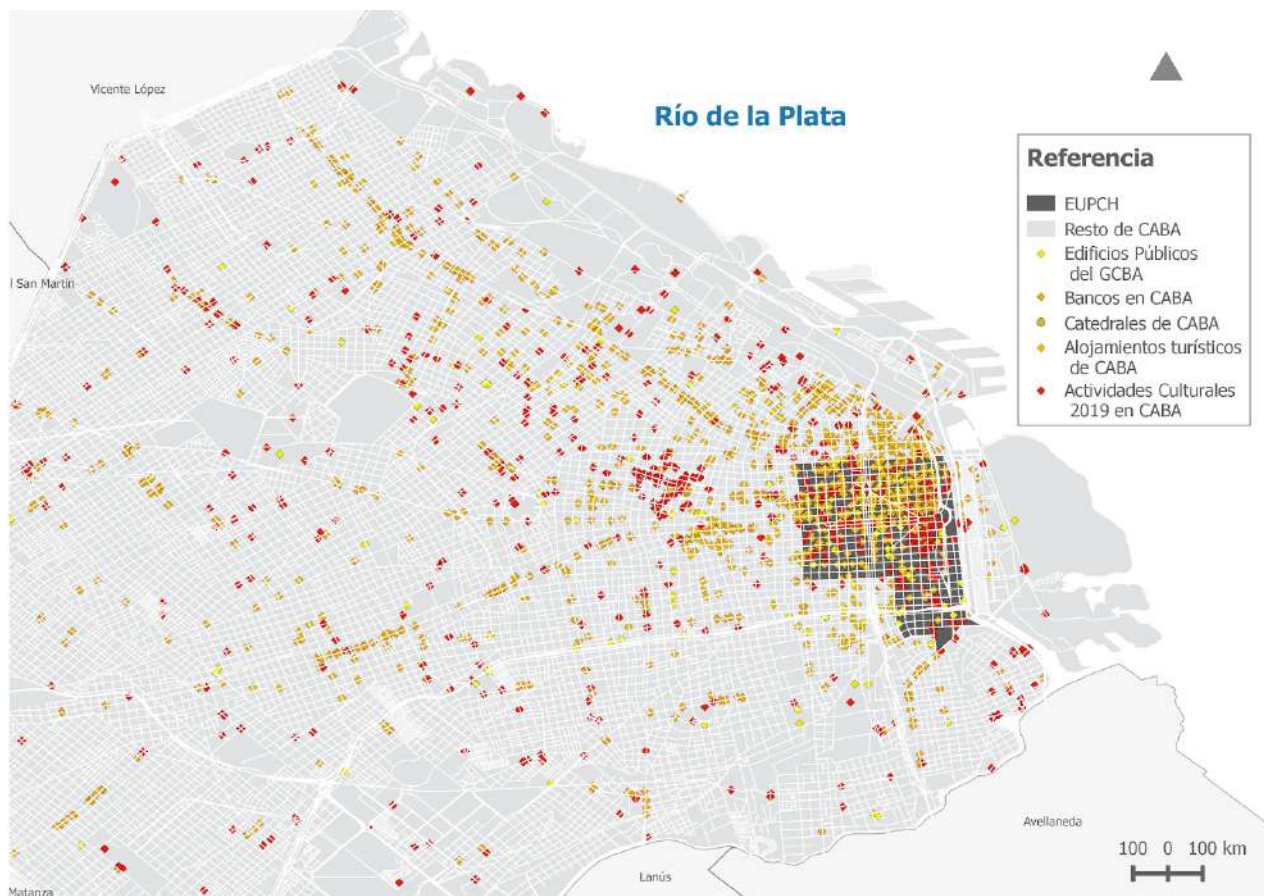 Vicente López
Río de la Plata
Referencia
EUPCH
Resto de CABA
Edificios Públicos
del GCBA
Bancos en CABA
Catedrales de CABA
Alojamientos turísticos
de CABA
Actividades Culturales
2019 en CABA
l San Martín
Avellaneda
100 0 100 km
Lanús
Matanza